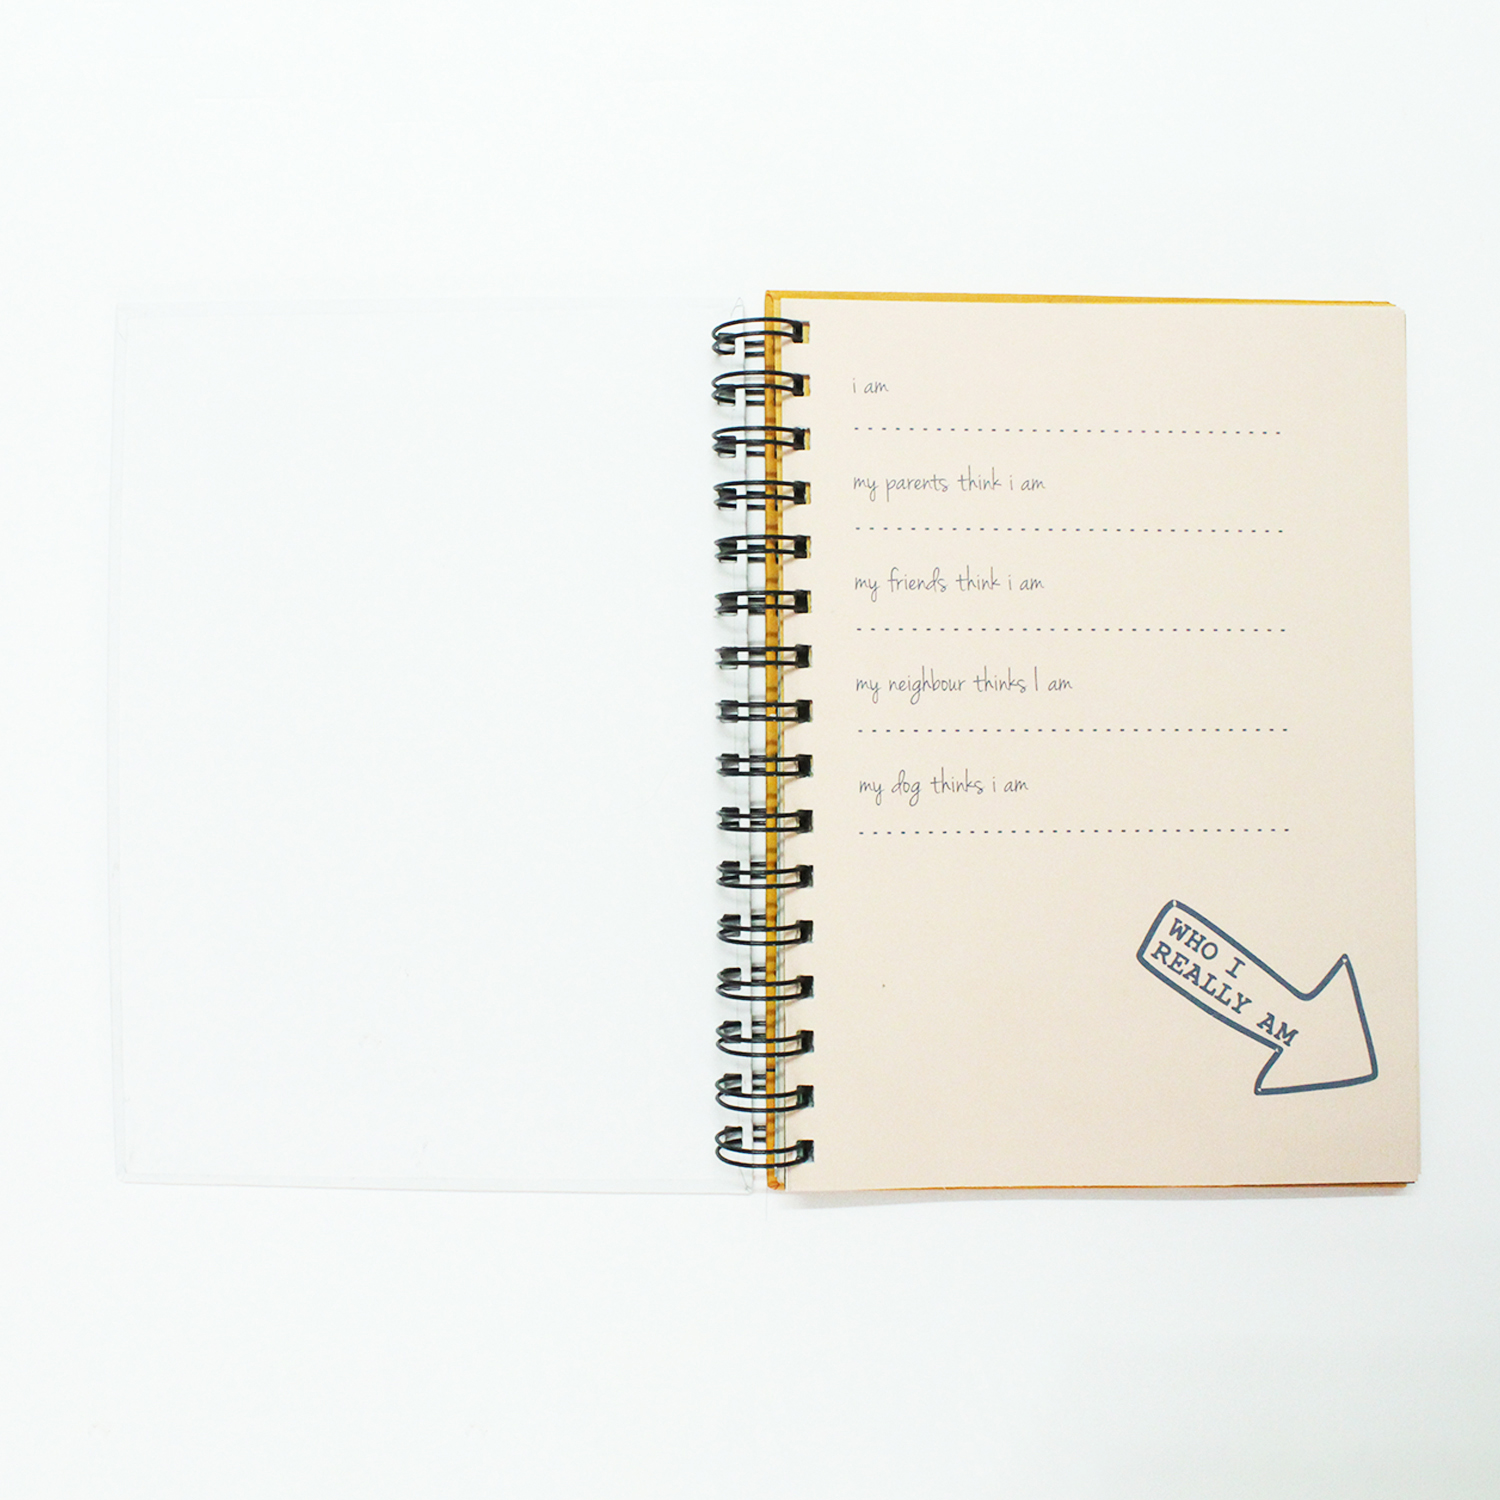 i am
my parents think i am
my friends think i am
my neighbour thinks I am
my dog thinks i am
WHO I
REALLY AM